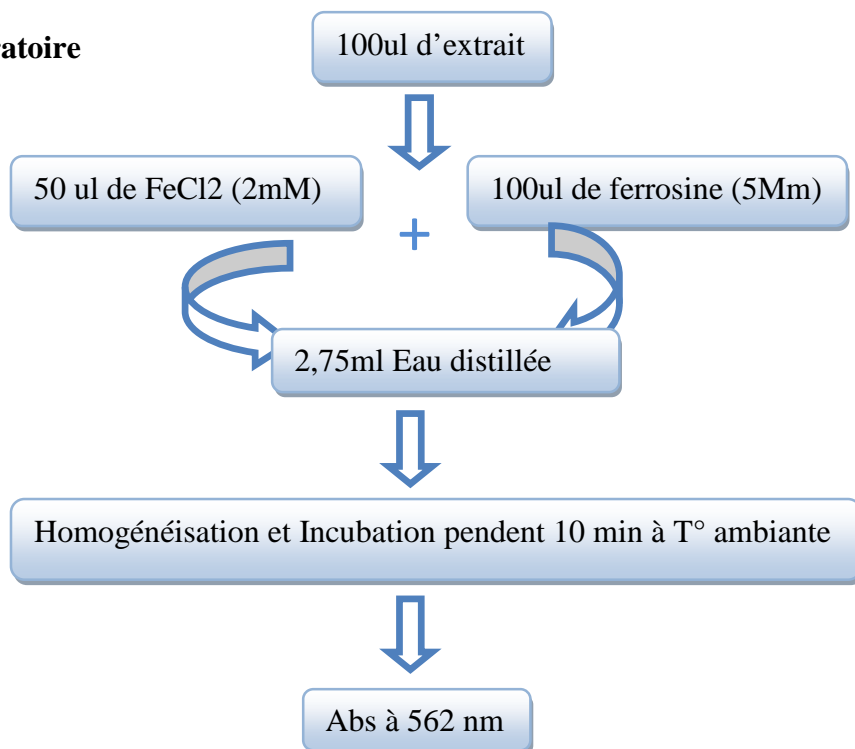 ratoire
100ul d'extrait
50 ul de FeCl2 (2mM)
100ul de ferrosine (5Mm)
+
2,75ml Eau distillée
Homogénéisation et Incubation pendent 10 min à T° ambiante
Abs à 562 nm